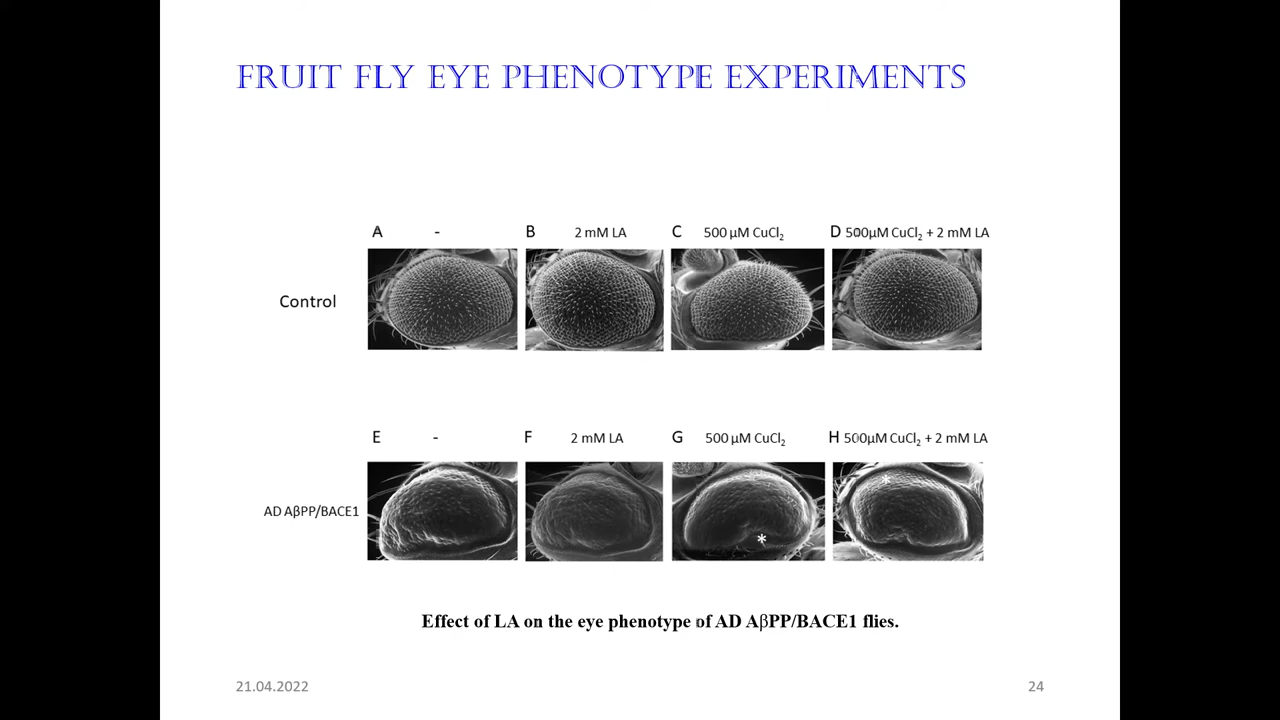 FRUIT FLY EYE PHENOTYPE EXPERIMENTS
A - B 2 mM LA C 500 µM CuCl₂ D 500µM CuCl₂ + 2 mM LA
Control
E - F 2 mM LA G 500 µM CuCl₂ H 500µM CuCl₂ + 2 mM LA
*
AD AβPP/BACE1
*
Effect of LA on the eye phenotype of AD AβPP/BACE1 flies.
21.04.2022 24